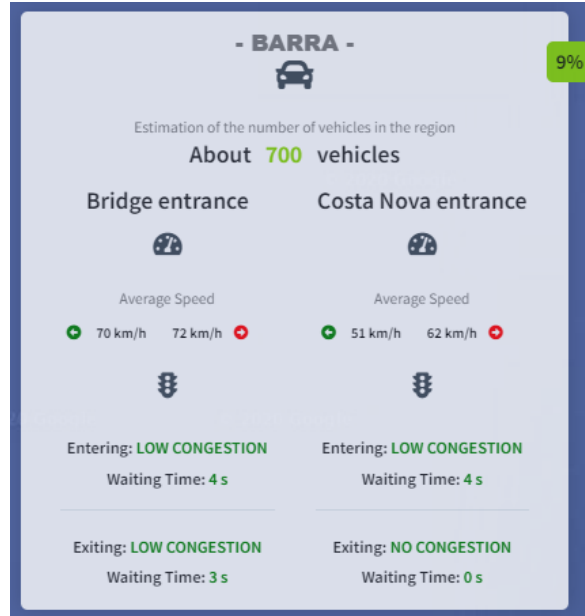 - BARRA -
9%
Estimation of the number of vehicles in the region
About 700 vehicles
Bridge entrance
Average Speed
70 km/h 72 km/h
Entering: LOW CONGESTION
Waiting Time: 4 s
Exiting: LOW CONGESTION
Waiting Time: 3 s
Costa Nova entrance
Average Speed
51 km/h 62 km/h
Entering: LOW CONGESTION
Waiting Time: 4 s
Exiting: NO CONGESTION
Waiting Time: 0 s